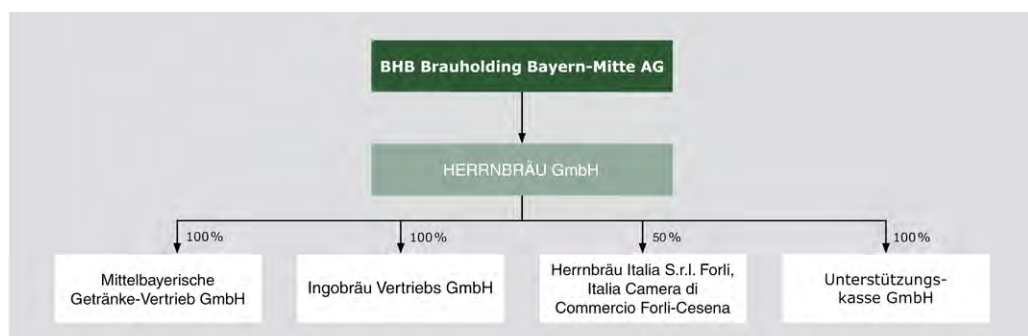 BHB Brauholding Bayern-Mitte AG
HERRNBRÄU GmbH
100%
100%
50%
100%
Mittelbayerische
Getränke-Vertrieb GmbH
Ingobräu Vertriebs GmbH
Herrnbräu Italia S.r.l. Forli,
Italia Camera di
Commercio Forli-Cesena
Unterstützungs-
kasse GmbH